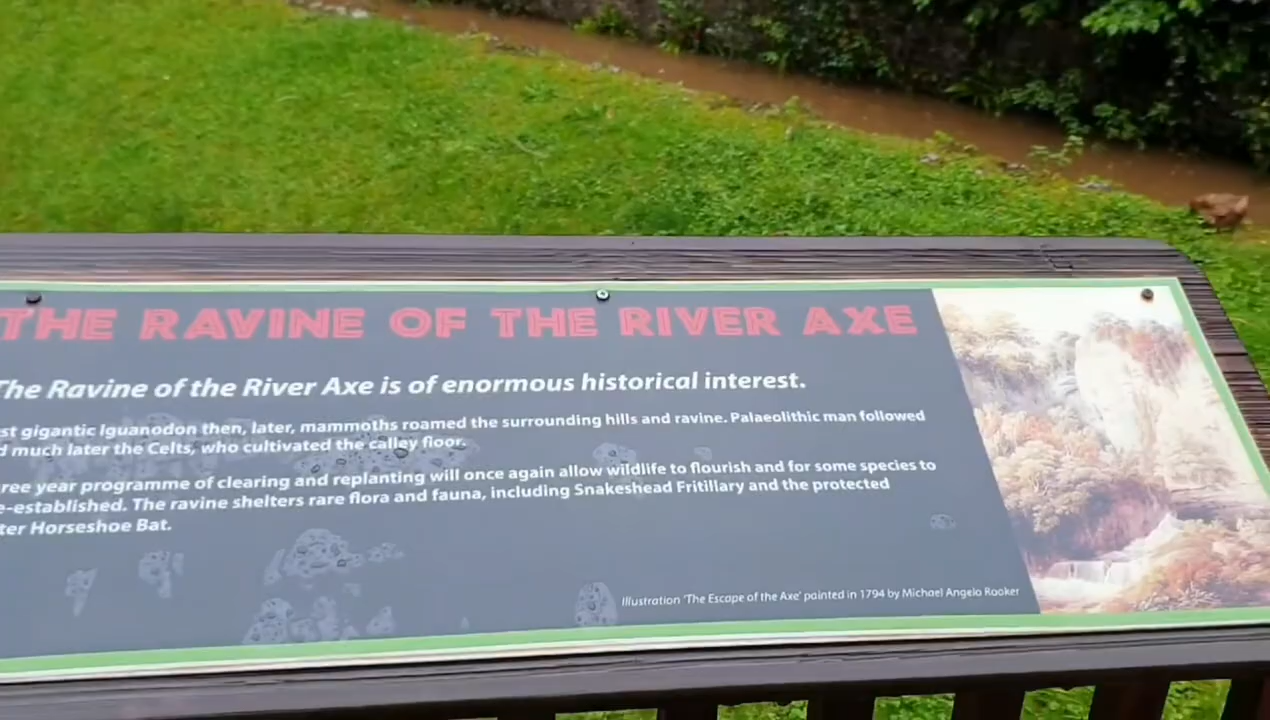 THE RAVINE OF THE RIVER AXE
The Ravine of the River Axe is of enormous historical interest.
st gigantic Iguanodon then, later, mammoths roamed the surrounding hills and ravine. Palaeolithic man followed
d much later the Celts, who cultivated the calley floor.
ree year programme of clearing and replanting will once again allow wildlife to flourish and for some species to
e-established. The ravine shelters rare flora and fauna, including Snakeshead Fritillary and the protected
ter Horseshoe Bat.
Illustration 'The Escape of the Axe' painted in 1794 by Michael Angelo Rooker